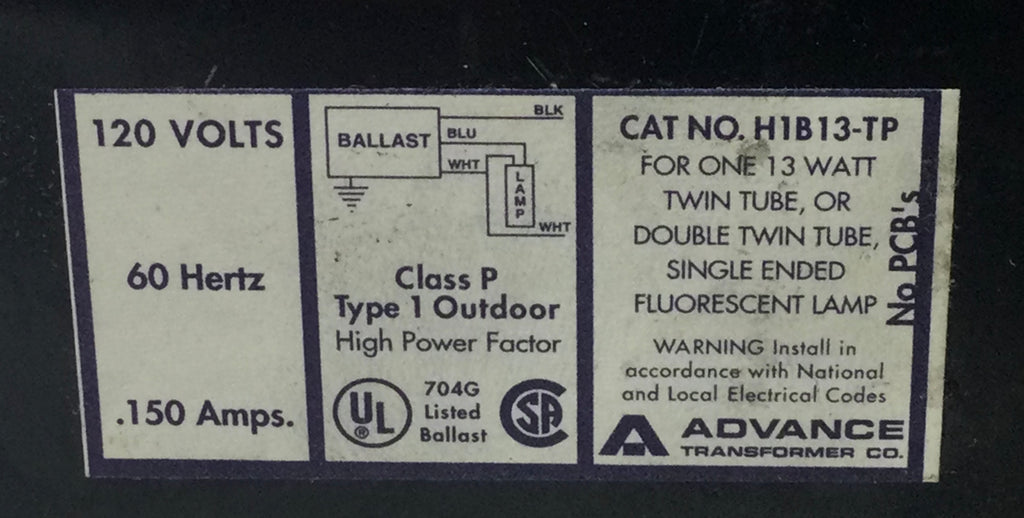 120 VOLTS
60 Hertz
.150 Amps.
BALLAST
BLK
BLU
WHT
LAMP
WHT
Class P
Type 1 Outdoor
High Power Factor
UL®
704G
Listed
Ballast
SA
CAT NO. H1B13-TP
FOR ONE 13 WATT
TWIN TUBE, OR
DOUBLE TWIN TUBE,
SINGLE ENDED
FLUORESCENT LAMP
No PCB's
WARNING Install in
accordance with National
and Local Electrical Codes
ADVANCE
TRANSFORMER CO.